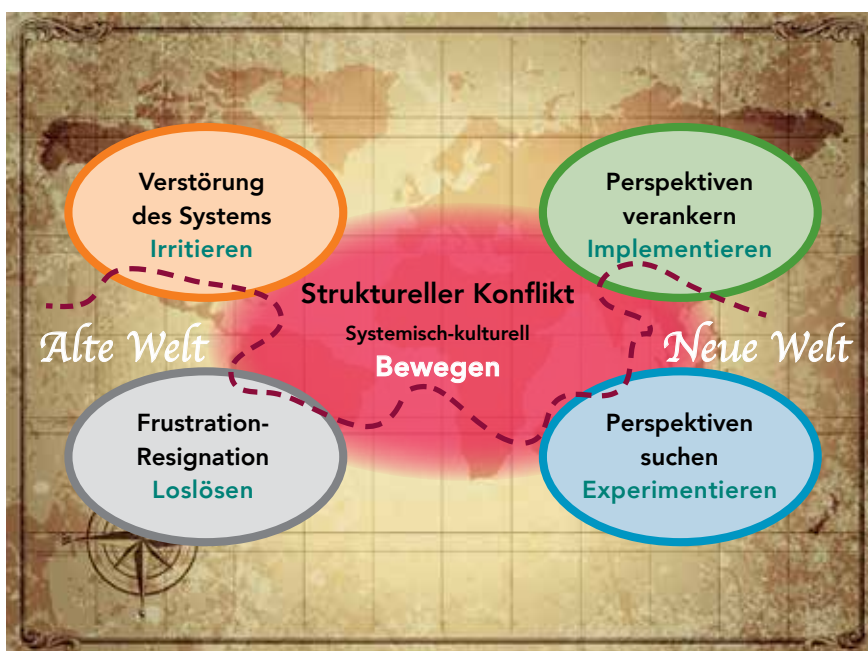 Verstörung
des Systems
Irritieren
Perspektiven
verankern
Implementieren
Struktureller Konflikt
Systemisch-kulturell
Bewegen
Alte Welt
Neue Welt
Frustration-
Resignation
Loslösen
Perspektiven
suchen
Experimentieren